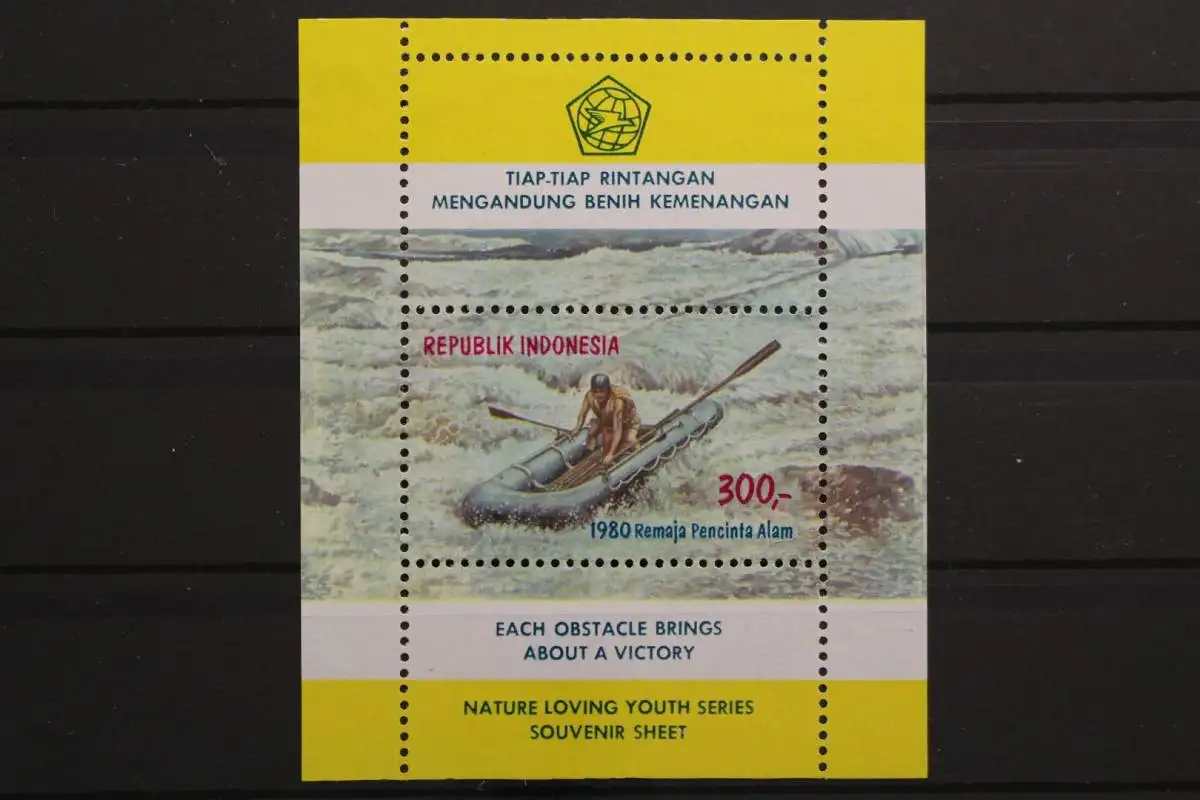 TIAP-TIAP RINTANGAN
MENGANDUNG BENIH KEMENANGAN
REPUBLIK INDONESIA
300,-
1980 Remaja Pencinta Alam
EACH OBSTACLE BRINGS
ABOUT A VICTORY
NATURE LOVING YOUTH SERIES
SOUVENIR SHEET